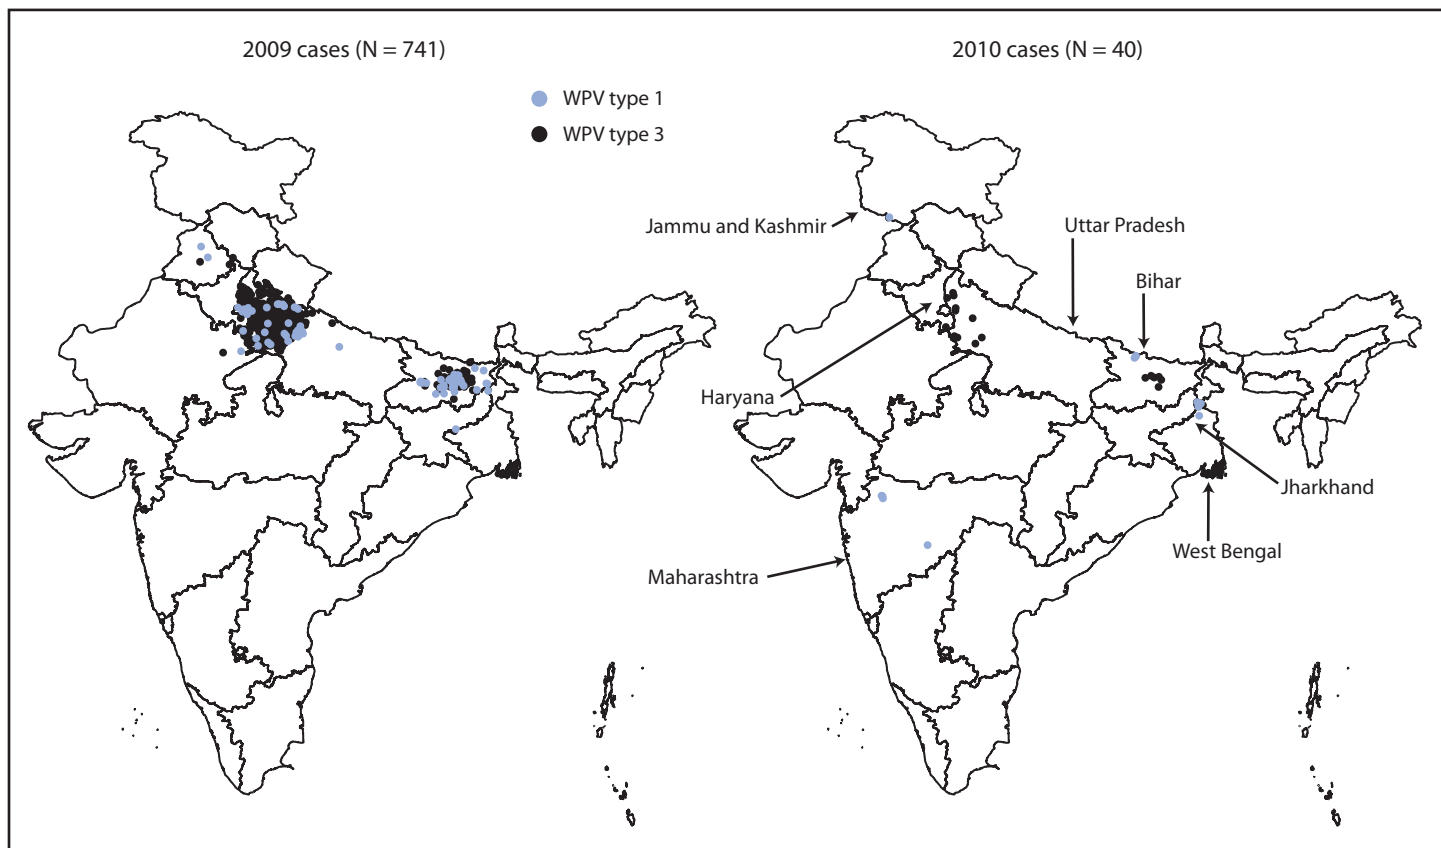 2009 cases (N = 741)
2010 cases (N = 40)
WPV type 1
WPV type 3
Jammu and Kashmir
Uttar Pradesh
Bihar
Haryana
Jharkhand
West Bengal
Maharashtra